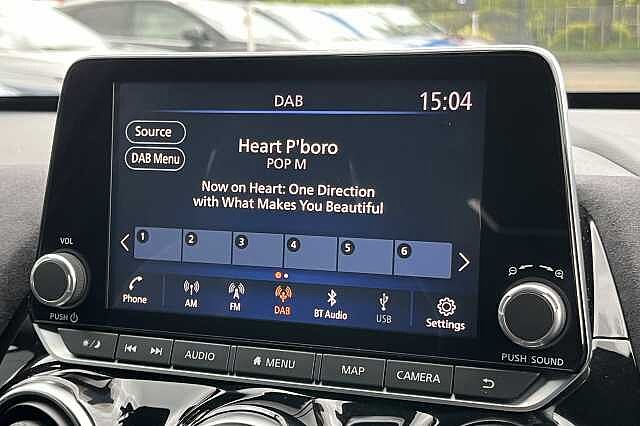 DAB
15:04
Source
DAB Menu
Heart P'boro
POP M
Now on Heart: One Direction
with What Makes You Beautiful
1 2 3 4 5 6
Phone AM FM DAB BT Audio USB Settings
VOL
PUSH
PUSH SOUND
AUDIO MENU MAP CAMERA